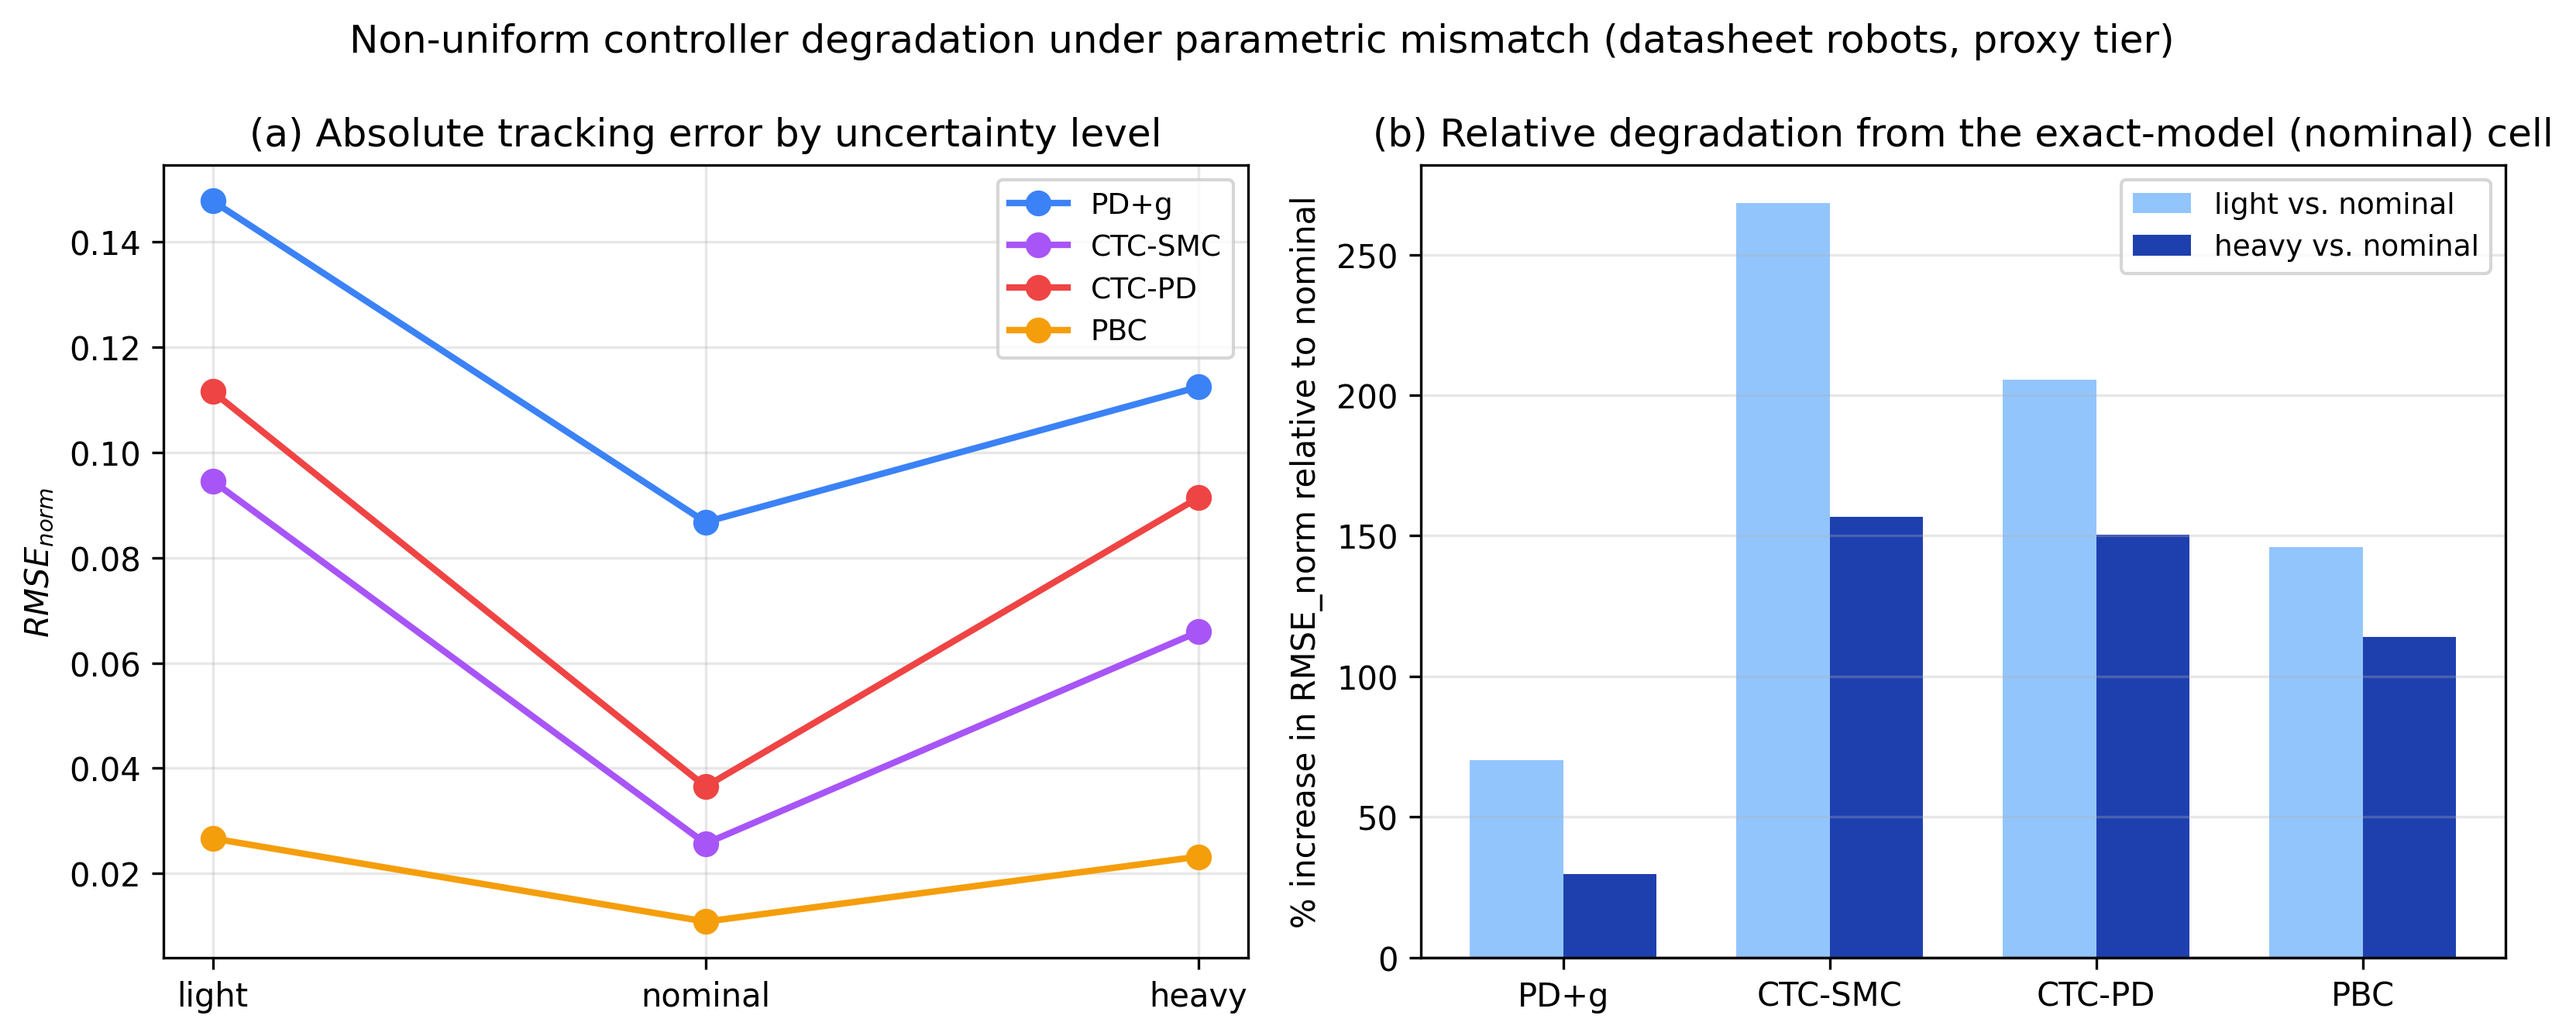 Non-uniform controller degradation under parametric mismatch (datasheet robots, proxy tier)
(a) Absolute tracking error by uncertainty level
RMSE_norm
0.14
0.12
0.10
0.08
0.06
0.04
0.02
light
nominal
heavy
PD+g
CTC-SMC
CTC-PD
PBC
(b) Relative degradation from the exact-model (nominal) cell
% increase in RMSE_norm relative to nominal
250
200
150
100
50
0
PD+g
CTC-SMC
CTC-PD
PBC
light vs. nominal
heavy vs. nominal